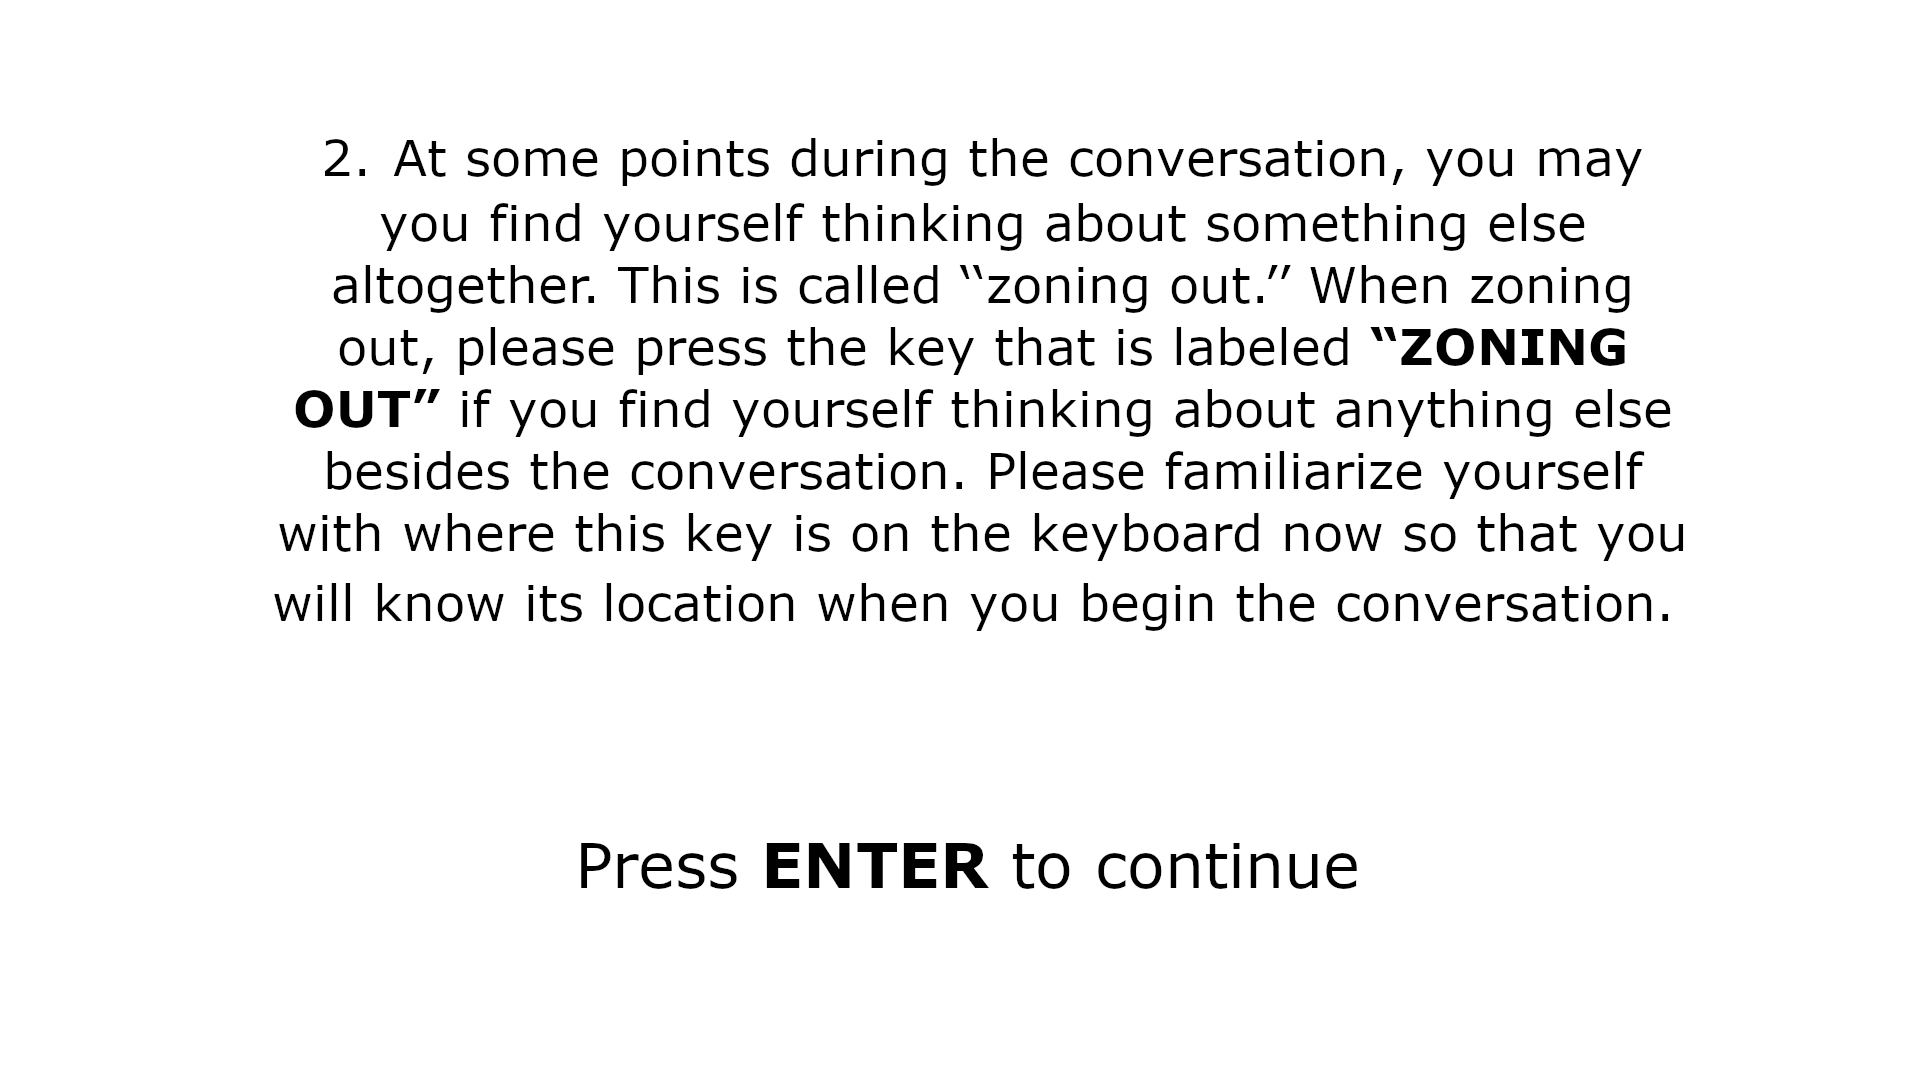 2. At some points during the conversation, you may
you find yourself thinking about something else
altogether. This is called ‘‘zoning out.’’ When zoning
out, please press the key that is labeled “ZONING
OUT” if you find yourself thinking about anything else
besides the conversation. Please familiarize yourself
with where this key is on the keyboard now so that you
will know its location when you begin the conversation.
Press ENTER to continue